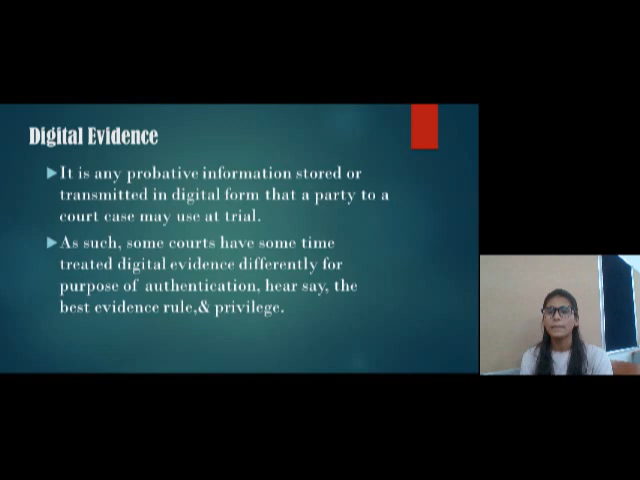 Digital Evidence
It is any probative information stored or
transmitted in digital form that a party to a
court case may use at trial.
As such, some courts have some time
treated digital evidence differently for
purpose of authentication, hear say, the
best evidence rule,& privilege.